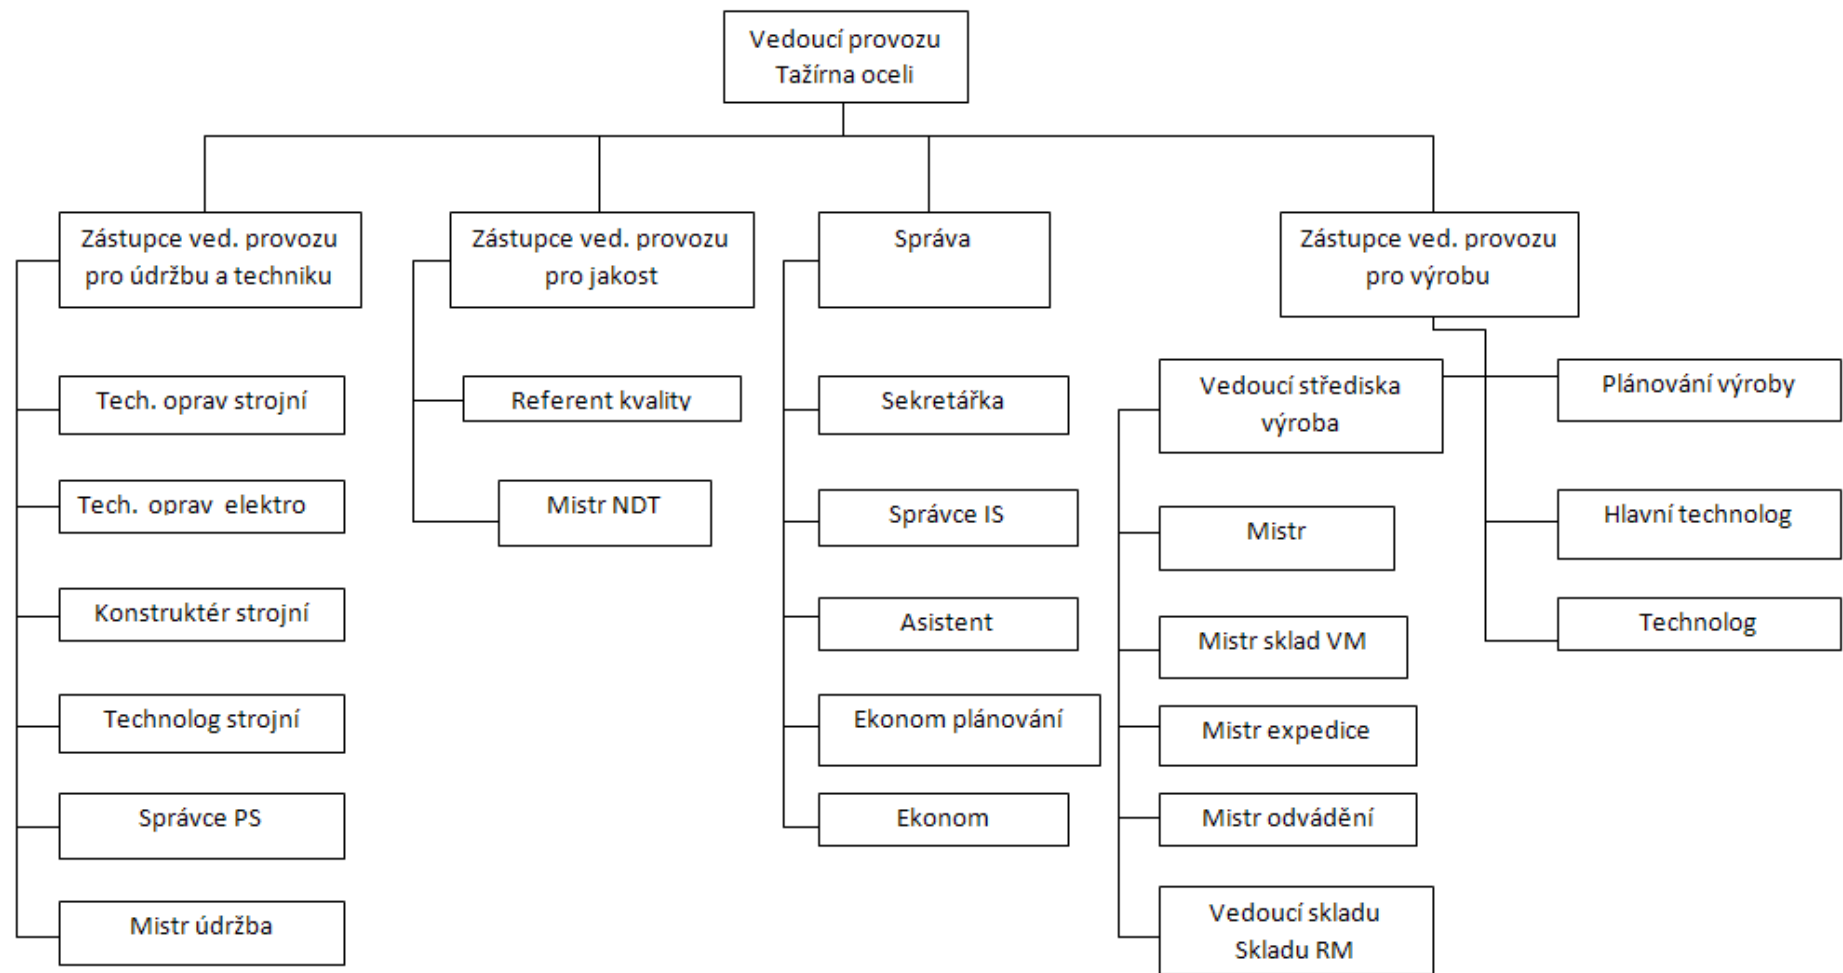 Vedoucí provozu
Tažírna oceli
Zástupce ved. provozu
pro údržbu a techniku
Tech. oprav strojní
Tech. oprav elektro
Konstruktér strojní
Technolog strojní
Správce PS
Mistr údržba
Zástupce ved. provozu
pro jakost
Referent kvality
Mistr NDT
Správa
Sekretářka
Správce IS
Asistent
Ekonom plánování
Ekonom
Zástupce ved. provozu
pro výrobu
Vedoucí střediska
výroba
Mistr
Mistr sklad VM
Mistr expedice
Mistr odvádění
Vedoucí skladu
Skladu RM
Plánování výroby
Hlavní technolog
Technolog